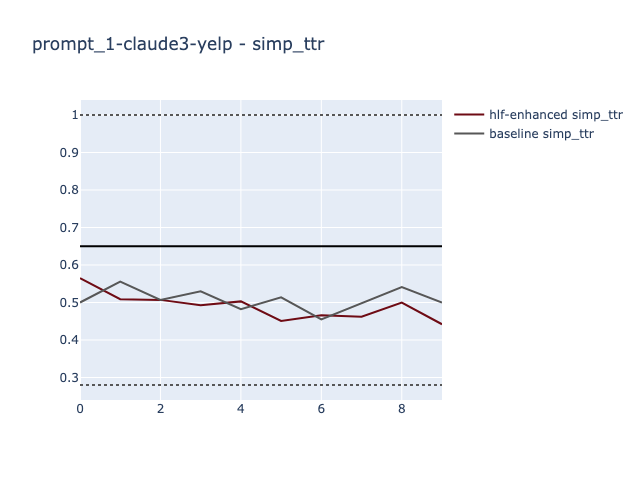 prompt_1-claude3-yelp - simp_ttr
hlf-enhanced simp_ttr
baseline simp_ttr
1
0.9
0.8
0.7
0.6
0.5
0.4
0.3
0 2 4 6 8